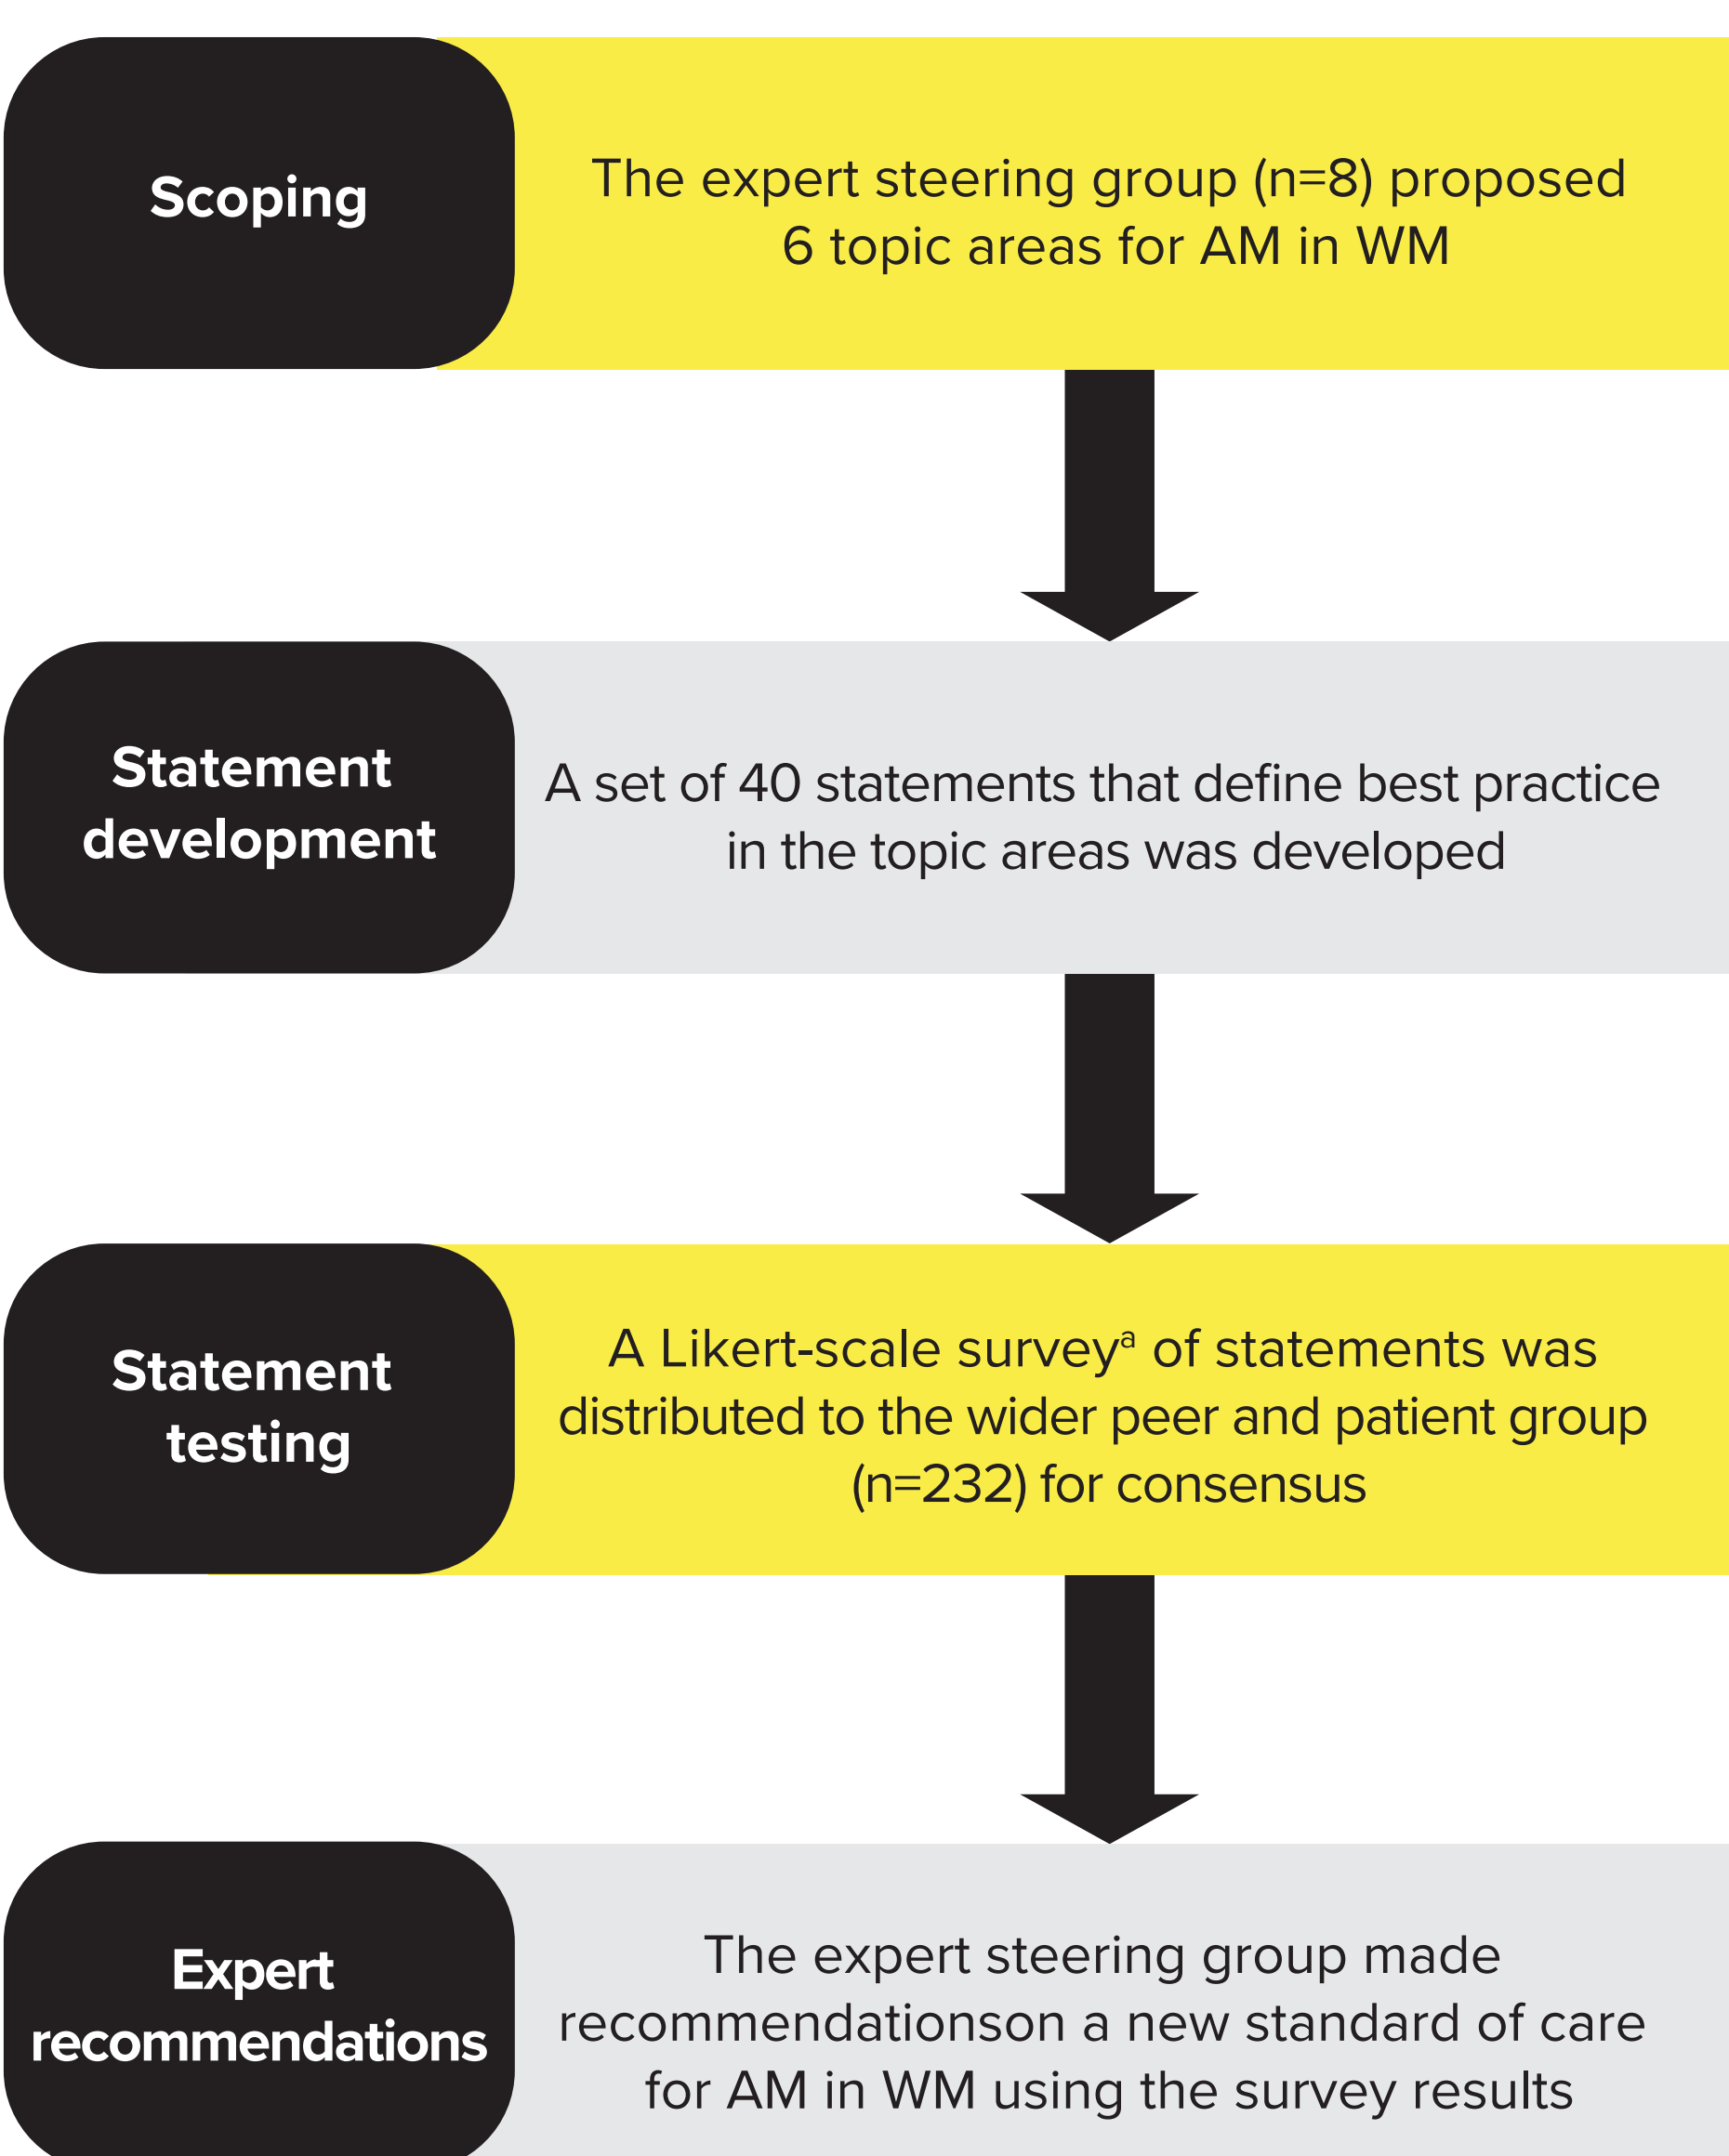 Scoping
The expert steering group (n=8) proposed
6 topic areas for AM in WM
Statement
development
A set of 40 statements that define best practice
in the topic areas was developed
Statement
testing
A Likert-scale surveyᵃ of statements was
distributed to the wider peer and patient group
(n=232) for consensus
Expert
recommendations
The expert steering group made
recommendationson a new standard of care
for AM in WM using the survey results